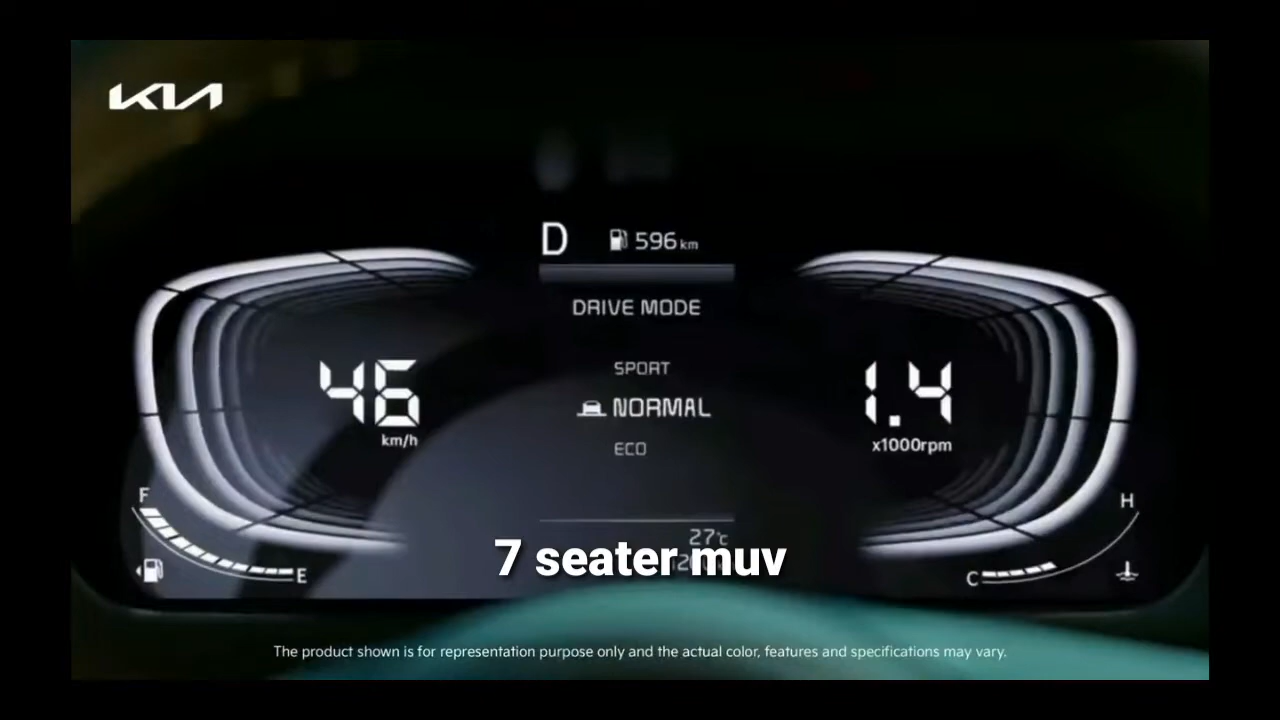 KIA
D 596 km
DRIVE MODE
SPORT
46
NORMAL
1.4
km/h
x1000rpm
ECO
F
H
27°C
7 seater muv
E
C
The product shown is for representation purpose only and the actual color, features and specifications may vary.